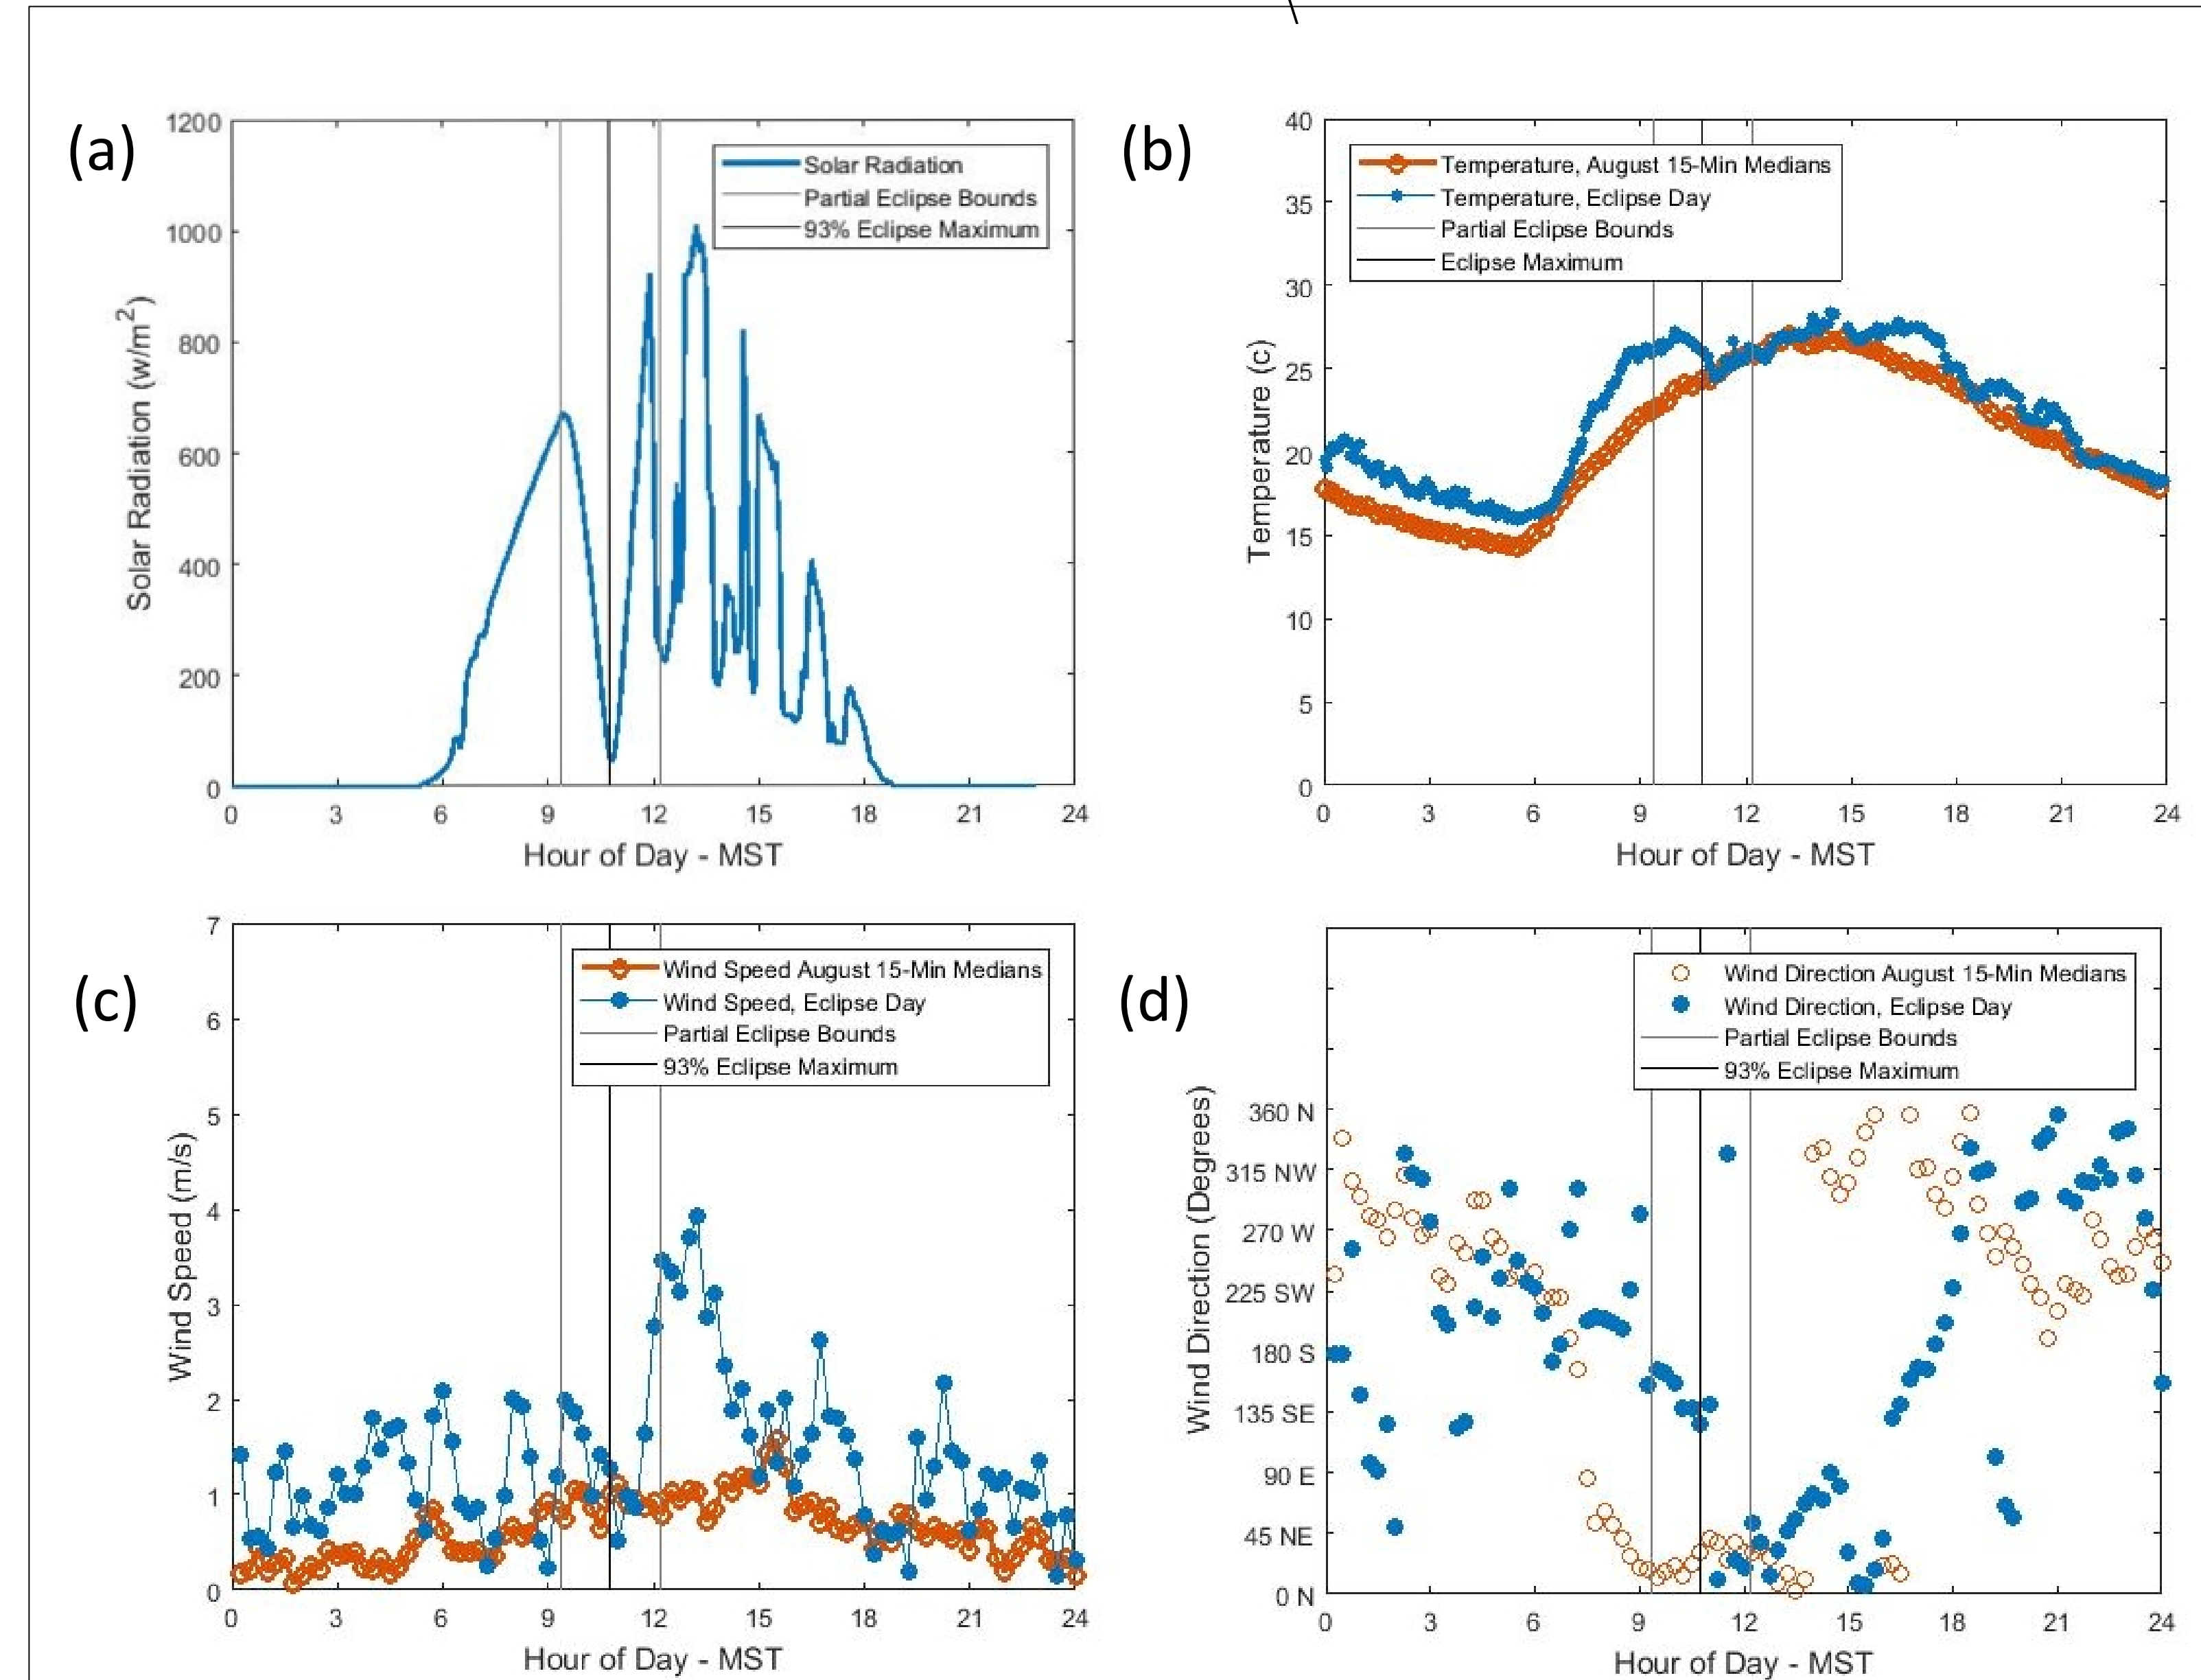 (a)
1200
1000
800
600
400
200
0
Solar Radiation (w/m²)
Solar Radiation
Partial Eclipse Bounds
93% Eclipse Maximum
0 3 6 9 12 15 18 21 24
Hour of Day - MST
(b)
40
35
30
25
20
15
10
5
0
Temperature (c)
Temperature, August 15-Min Medians
Temperature, Eclipse Day
Partial Eclipse Bounds
Eclipse Maximum
0 3 6 9 12 15 18 21 24
Hour of Day - MST
(c)
7
6
5
4
3
2
1
0
Wind Speed (m/s)
Wind Speed August 15-Min Medians
Wind Speed, Eclipse Day
Partial Eclipse Bounds
93% Eclipse Maximum
0 3 6 9 12 15 18 21 24
Hour of Day - MST
(d)
360 N
315 NW
270 W
225 SW
180 S
135 SE
90 E
45 NE
0 N
Wind Direction (Degrees)
Wind Direction August 15-Min Medians
Wind Direction, Eclipse Day
Partial Eclipse Bounds
93% Eclipse Maximum
0 3 6 9 12 15 18 21 24
Hour of Day - MST